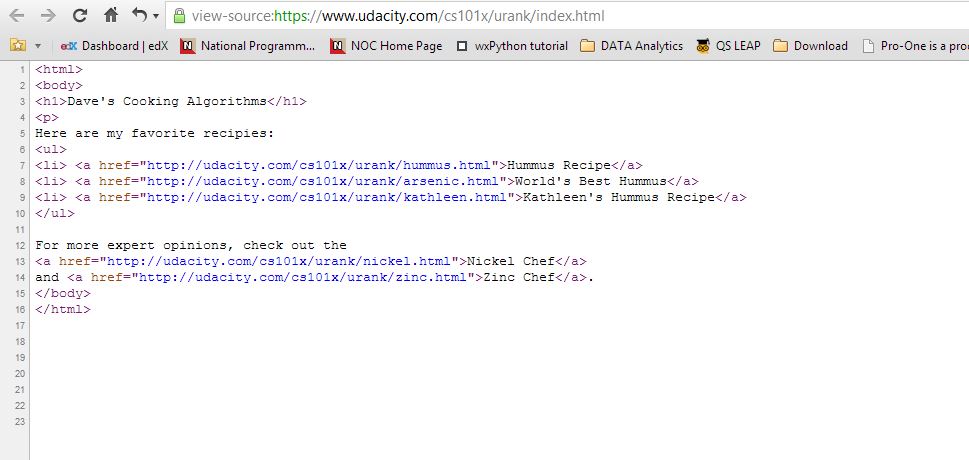 view-source:https://www.udacity.com/cs101x/urank/index.html
edX Dashboard | edX National Programm... NOC Home Page wxPython tutorial DATA Analytics QS LEAP Download Pro-One is a pro
1 <html>
2 <body>
3 <h1>Dave's Cooking Algorithms</h1>
4 <p>
5 Here are my favorite recipies:
6 <ul>
7 <li> <a href="http://udacity.com/cs101x/urank/hummus.html">Hummus Recipe</a>
8 <li> <a href="http://udacity.com/cs101x/urank/arsenic.html">World's Best Hummus</a>
9 <li> <a href="http://udacity.com/cs101x/urank/kathleen.html">Kathleen's Hummus Recipe</a>
10 </ul>
11
12 For more expert opinions, check out the
13 <a href="http://udacity.com/cs101x/urank/nickel.html">Nickel Chef</a>
14 and <a href="http://udacity.com/cs101x/urank/zinc.html">Zinc Chef</a>.
15 </body>
16 </html>
17
18
19
20
21
22
23